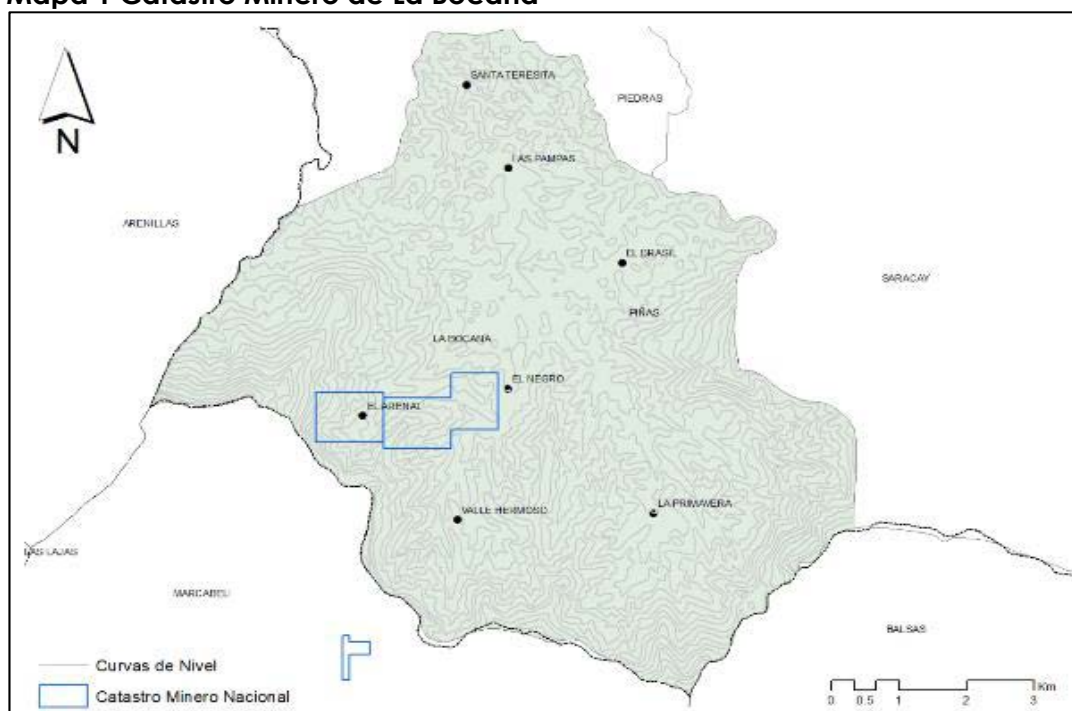 Mapa 1 Catastro Minero de La Bocana
N
SANTA TERESITA
PIEDRAS
LAS PAMPAS
ARENILLAS
EL BRASIL
SARACAY
PIÑAS
LA BOCANA
EL NEGRO
EL ARENAL
LA PRIMAVERA
VALLE HERMOSO
LAS LAJAS
MARCABELI
BALSAS
Curvas de Nivel
Catastro Minero Nacional
Km
0 0.5 1 2 3